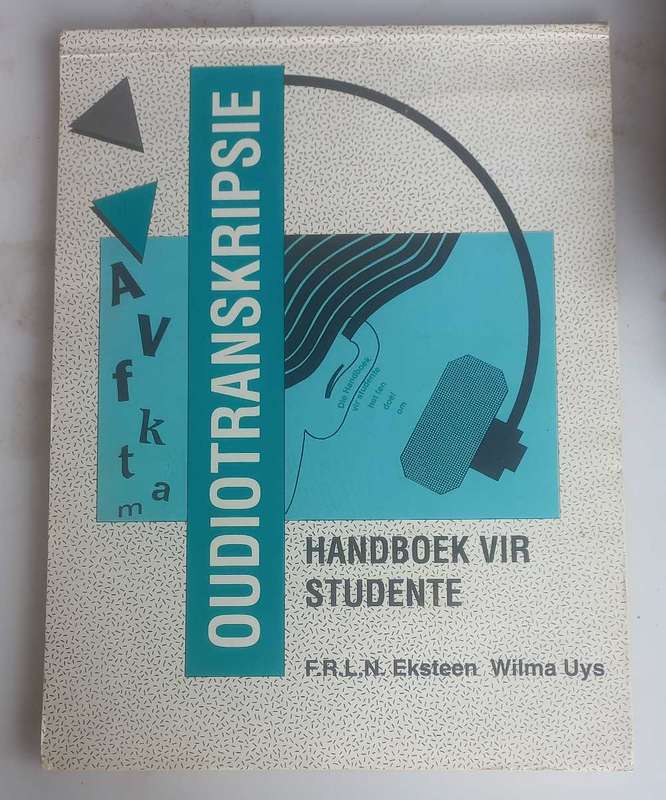 OUDIOTRANSKRIPSIE
A
V
f
k
t
a
m
Die Handboek
vir studente
het ten
doel
om
HANDBOEK VIR
STUDENTE
F.R.L.N. Eksteen Wilma Uys